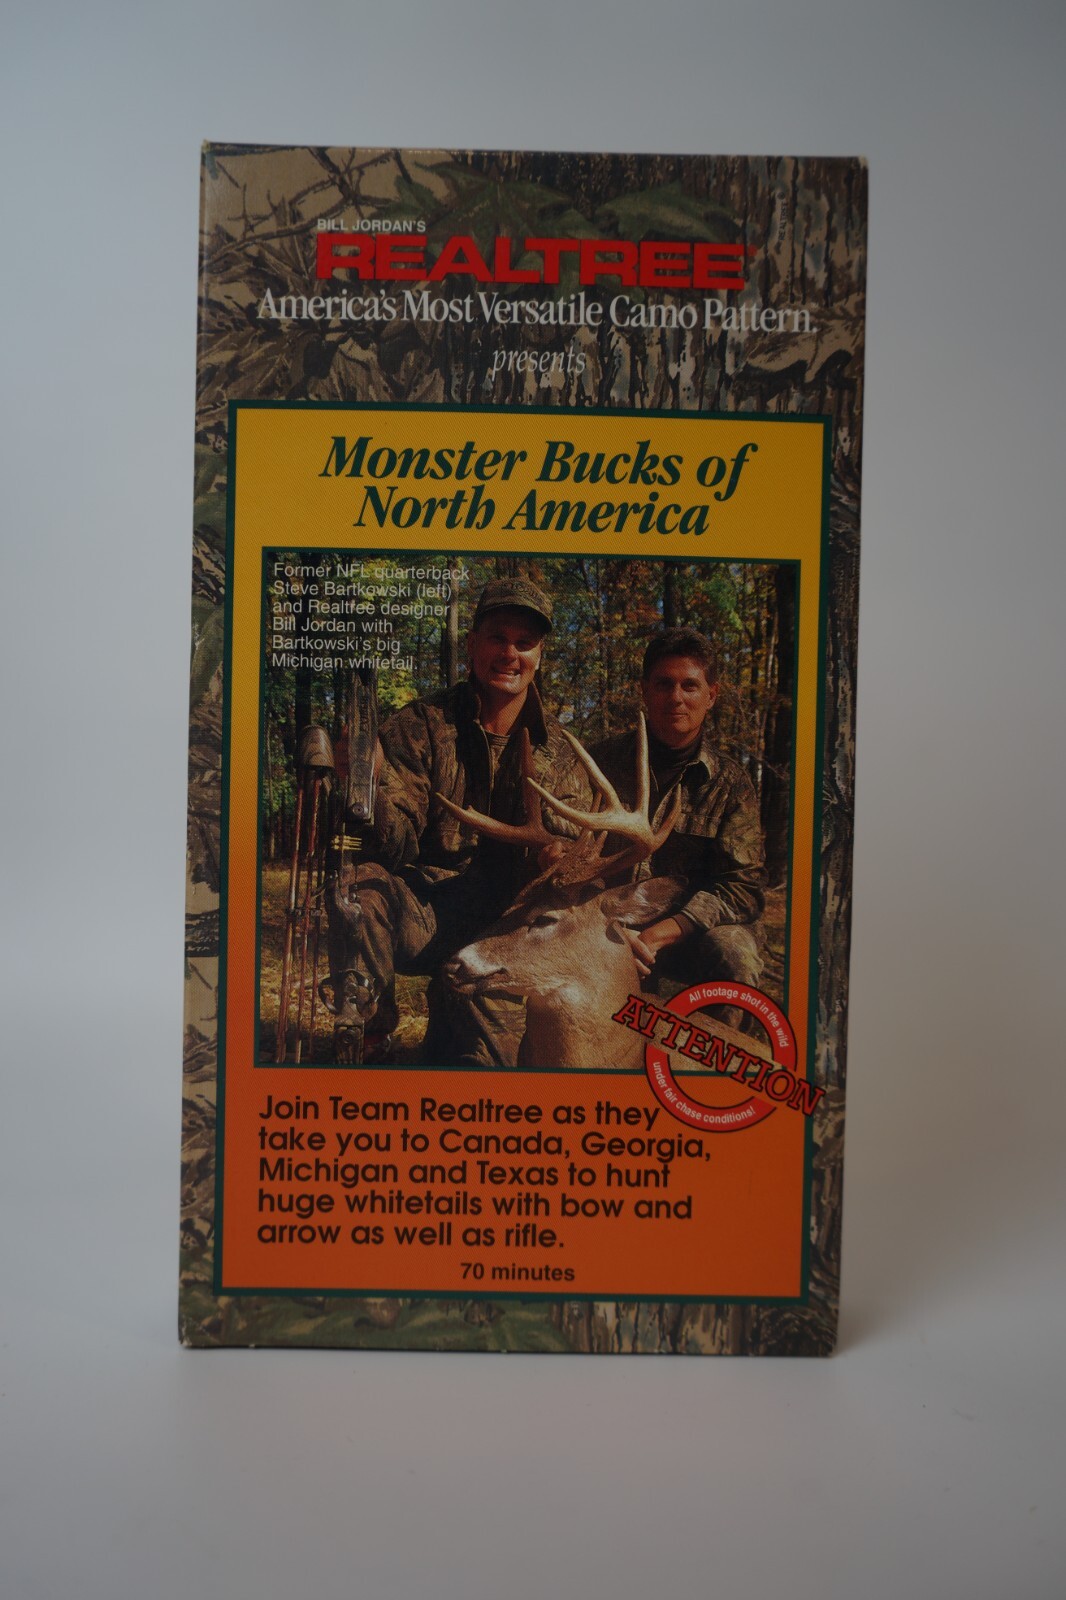 BILL JORDAN'S
REALTREE
America's Most Versatile Camo Pattern.
presents
Monster Bucks of
North America
Former NFL quarterback
Steve Bartkowski (left)
and Realtree designer
Bill Jordan with
Bartkowski's big
Michigan whitetail.
All footage shot in the wild
ATTENTION
under fair chase conditions!
Join Team Realtree as they
take you to Canada, Georgia,
Michigan and Texas to hunt
huge whitetails with bow and
arrow as well as rifle.
70 minutes